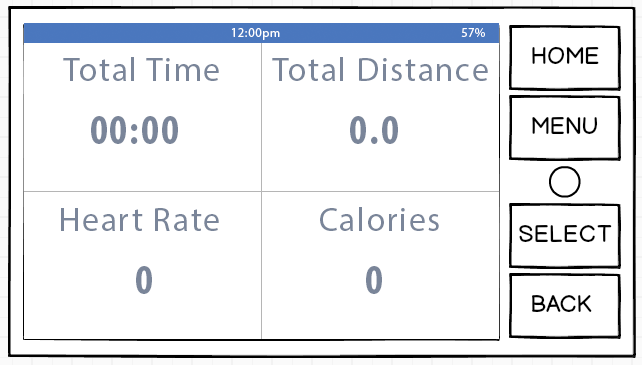 12:00pm 57%
Total Time
00:00
Total Distance
0.0
Heart Rate
0
Calories
0
HOME
MENU
SELECT
BACK